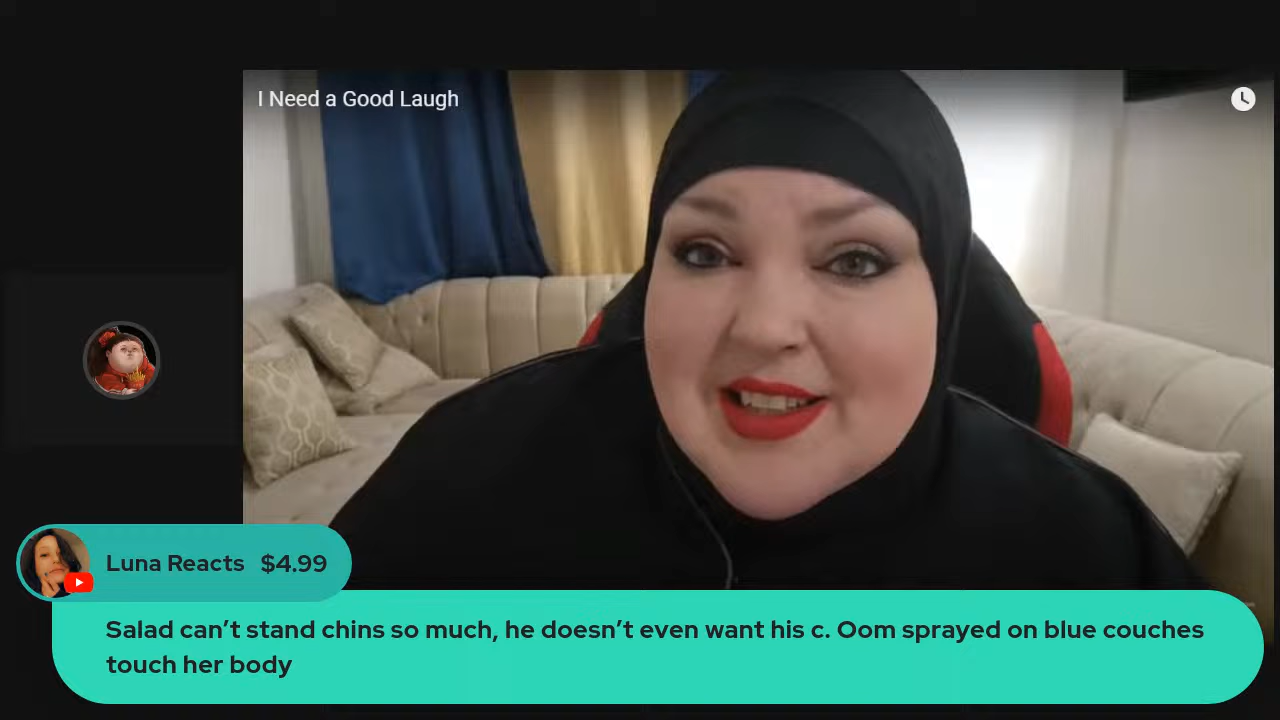 I Need a Good Laugh
Luna Reacts $4.99
Salad can’t stand chins so much, he doesn’t even want his c. Oom sprayed on blue couches
touch her body